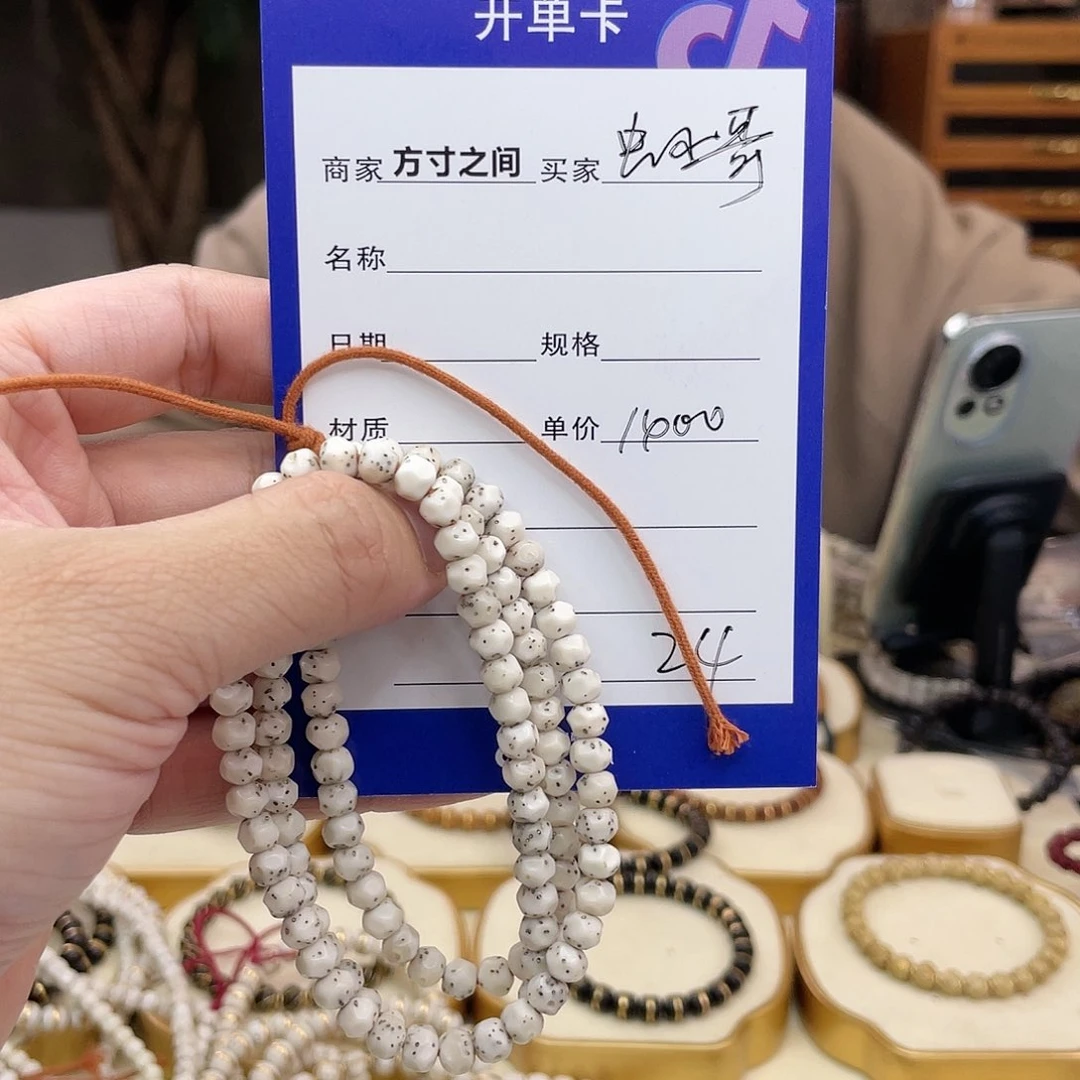 开单卡
商家 方寸之间 买家
名称
日期 规格
材质 单价 1600
24